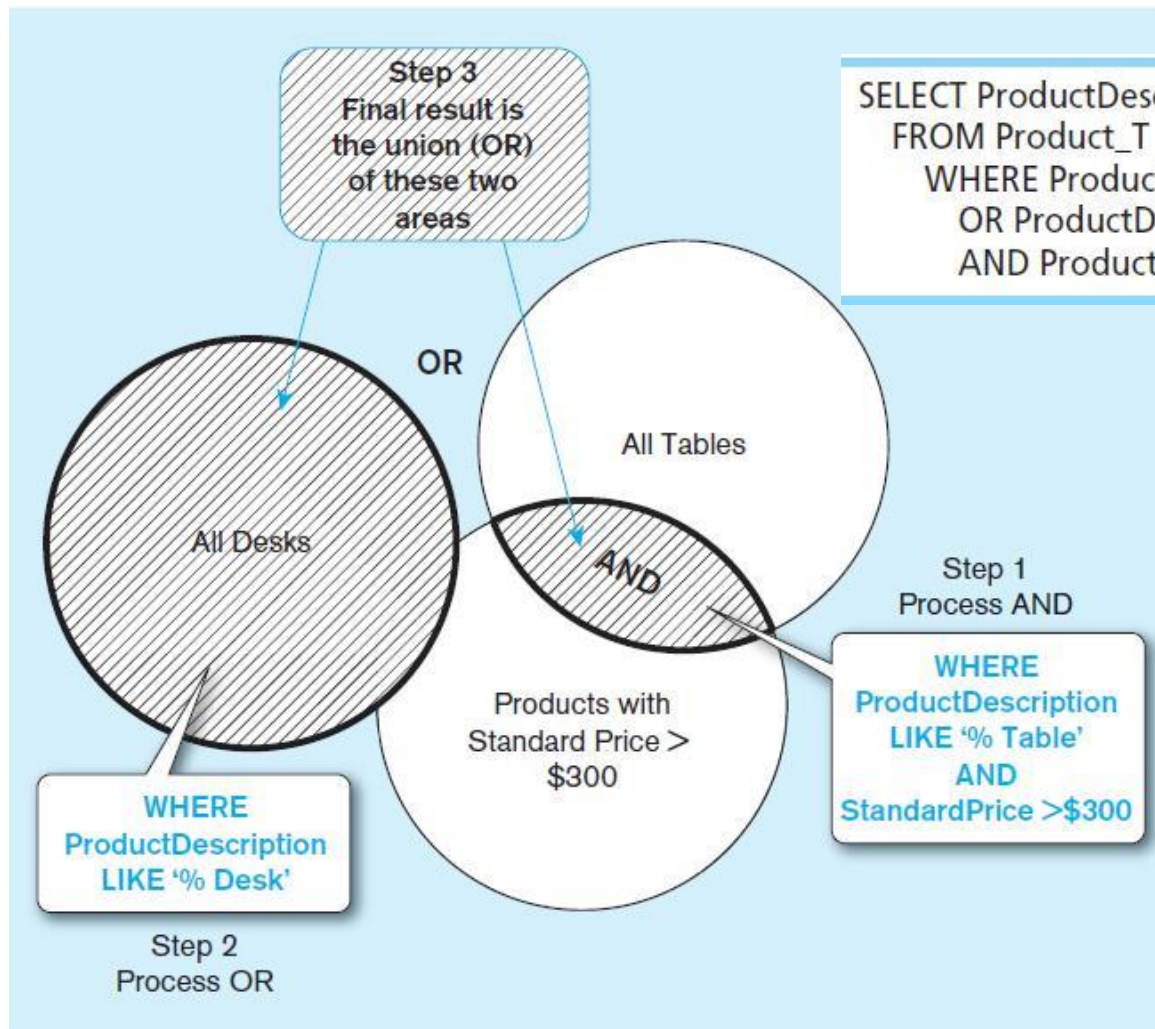 Step 3
Final result is
the union (OR)
of these two
areas
SELECT ProductDes
FROM Product_T
WHERE Produc
OR ProductD
AND Product
OR
All Tables
All Desks
AND
Step 1
Process AND
WHERE
ProductDescription
LIKE ‘% Table’
AND
StandardPrice >$300
Products with
Standard Price >
$300
WHERE
ProductDescription
LIKE ‘% Desk’
Step 2
Process OR